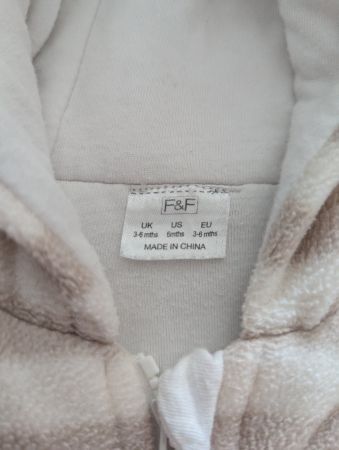 F&F
UK US EU
3-6 mths 6mths 3-6 mths
MADE IN CHINA